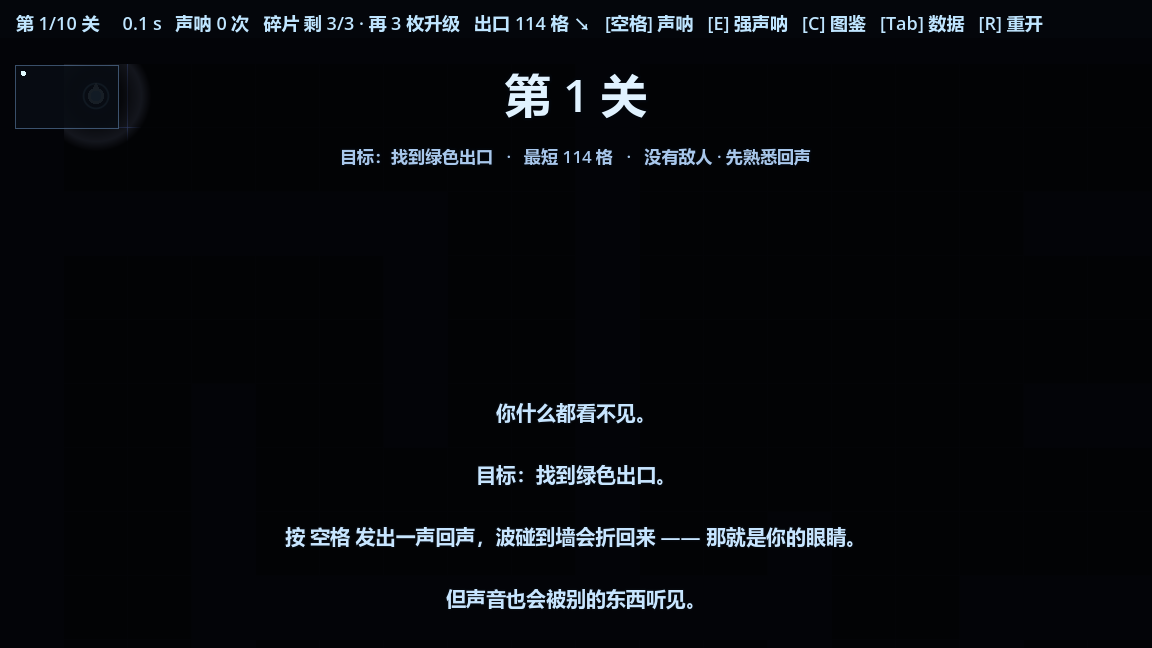 第 1/10 关 0.1 s 声呐 0 次 碎片 剩 3/3 · 再 3 枚升级 出口 114 格 ↘ [空格] 声呐 [E] 强声呐 [C] 图鉴 [Tab] 数据 [R] 重开
第 1 关
目标：找到绿色出口 · 最短 114 格 · 没有敌人 · 先熟悉回声
你什么都看不见。
目标：找到绿色出口。
按 空格 发出一声回声，波碰到墙会折回来 —— 那就是你的眼睛。
但声音也会被别的东西听见。